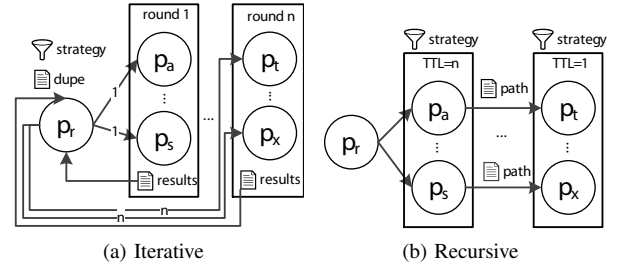 round 1
round n
strategy
dupe
p_a
p_t
1
...
p_r
...
...
1
p_s
p_x
results
results
n
n
(a) Iterative
strategy
strategy
TTL=n
TTL=1
path
p_a
p_t
p_r
...
...
...
path
p_s
p_x
(b) Recursive